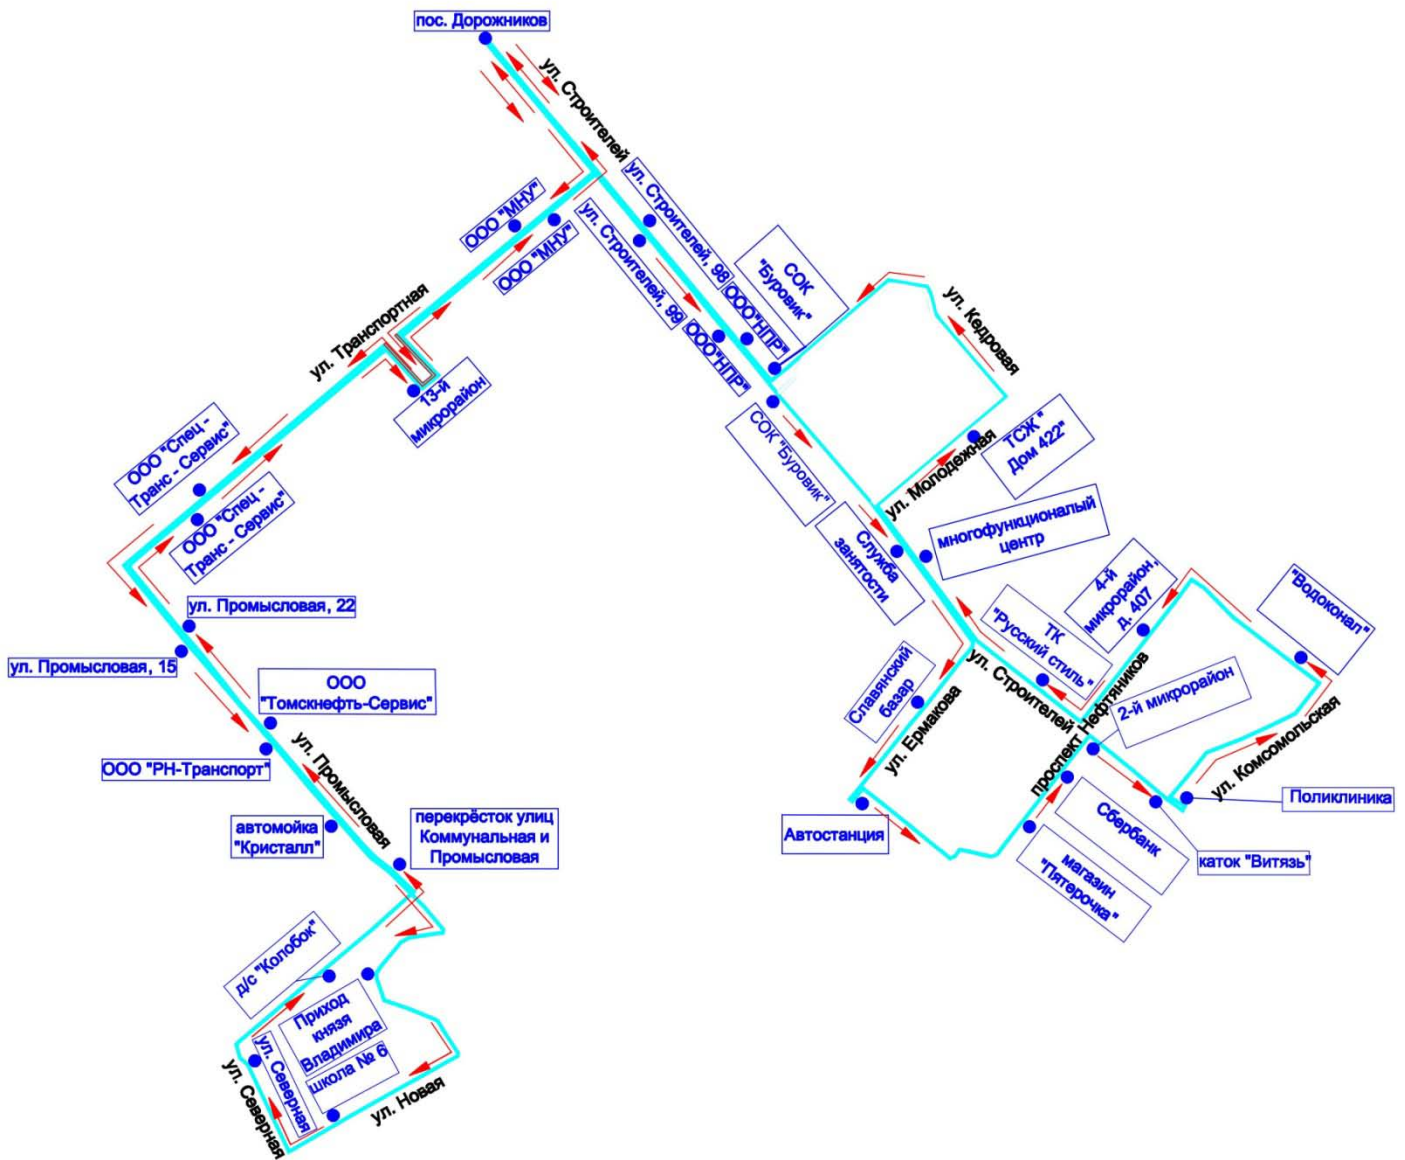 пос. Дорожников
ул. Строителей
ООО "МНУ"
ООО "МНУ"
ул. Строителей, 98
ул. Строителей, 99
ООО"НПР"
ООО"НПР"
СОК
"Буровик"
ул. Кедровая
ул. Транспортная
13-й
микрорайон
СОК "Буровик"
ТСЖ "
Дом 422"
ул. Молодежная
ООО "Спец -
Транс - Сервис"
ООО "Спец -
Транс - Сервис"
Служба
занятости
многофункционалый
центр
4-й
микрорайон,
д. 407
"Водоконал"
ул. Промысловая, 22
ул. Промысловая, 15
ТК
"Русский стиль"
ул. Строителей
проспект Нефтяников
2-й микрорайон
Славянский
базар
ул. Ермакова
ООО
"Томскнефть-Сервис"
ООО "РН-Транспорт"
ул. Промысловая
ул. Комсомольская
Поликлиника
автомойка
"Кристалл"
перекрёсток улиц
Коммунальная и
Промысловая
Автостанция
Сбербанк
магазин
"Пятерочка"
каток "Витязь"
д/с "Колобок"
Приход
князя
Владимира
школа № 6
ул. Северная
ул. Северная
ул. Новая